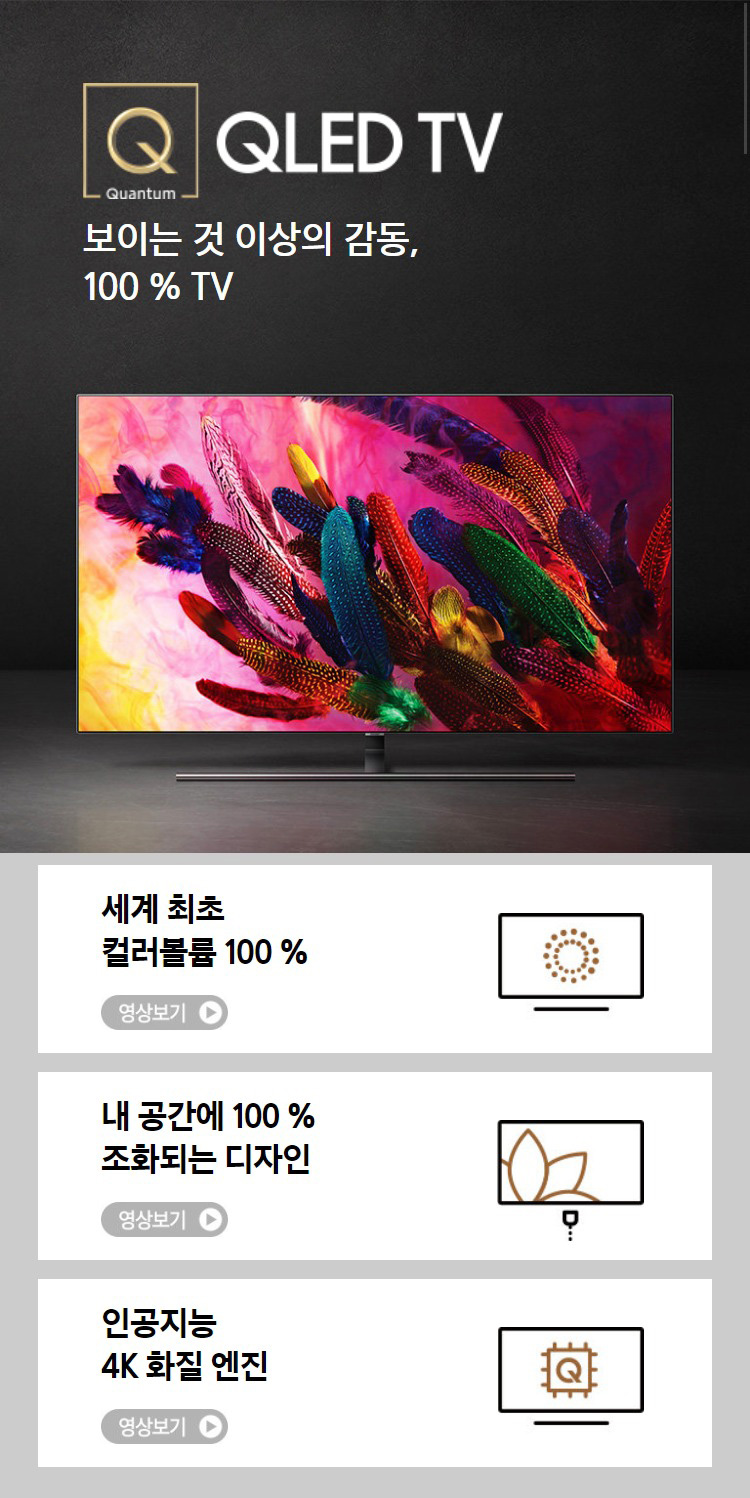 Q QLED TV
Quantum
보이는 것 이상의 감동,
100 % TV
세계 최초
컬러볼륨 100 %
영상보기
내 공간에 100 %
조화되는 디자인
영상보기
인공지능
4K 화질 엔진
영상보기
Q